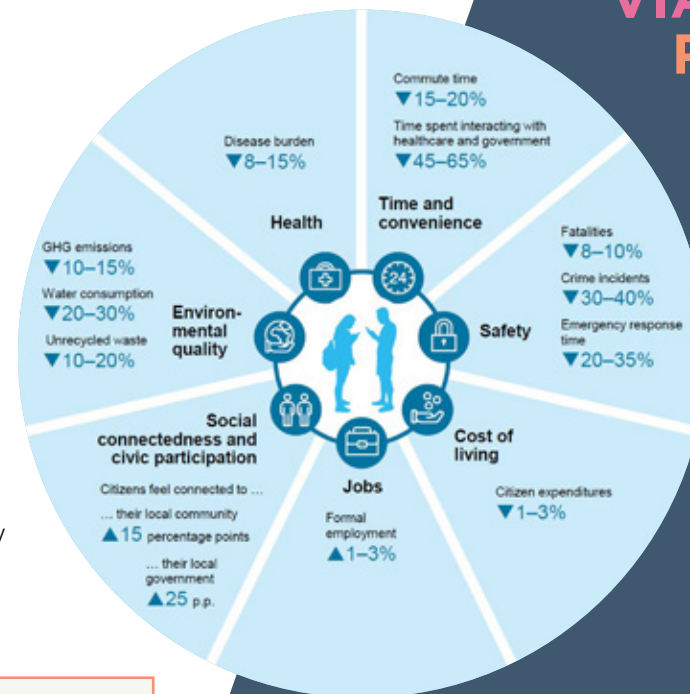 VIA
P
Commute time
▼15–20%
Time spent interacting with
healthcare and government
▼45–65%
Time and
convenience
24
Disease burden
▼8–15%
Health
Fatalities
▼8–10%
Crime incidents
▼30–40%
Emergency response
time
▼20–35%
Safety
GHG emissions
▼10–15%
Water consumption
▼20–30%
Unrecycled waste
▼10–20%
Environ-
mental
quality
Social
connectedness and
civic participation
Citizens feel connected to ...
... their local community
▲15 percentage points
... their local
government
▲25 p.p.
Jobs
Formal
employment
▲1–3%
Cost of
living
Citizen expenditures
▼1–3%